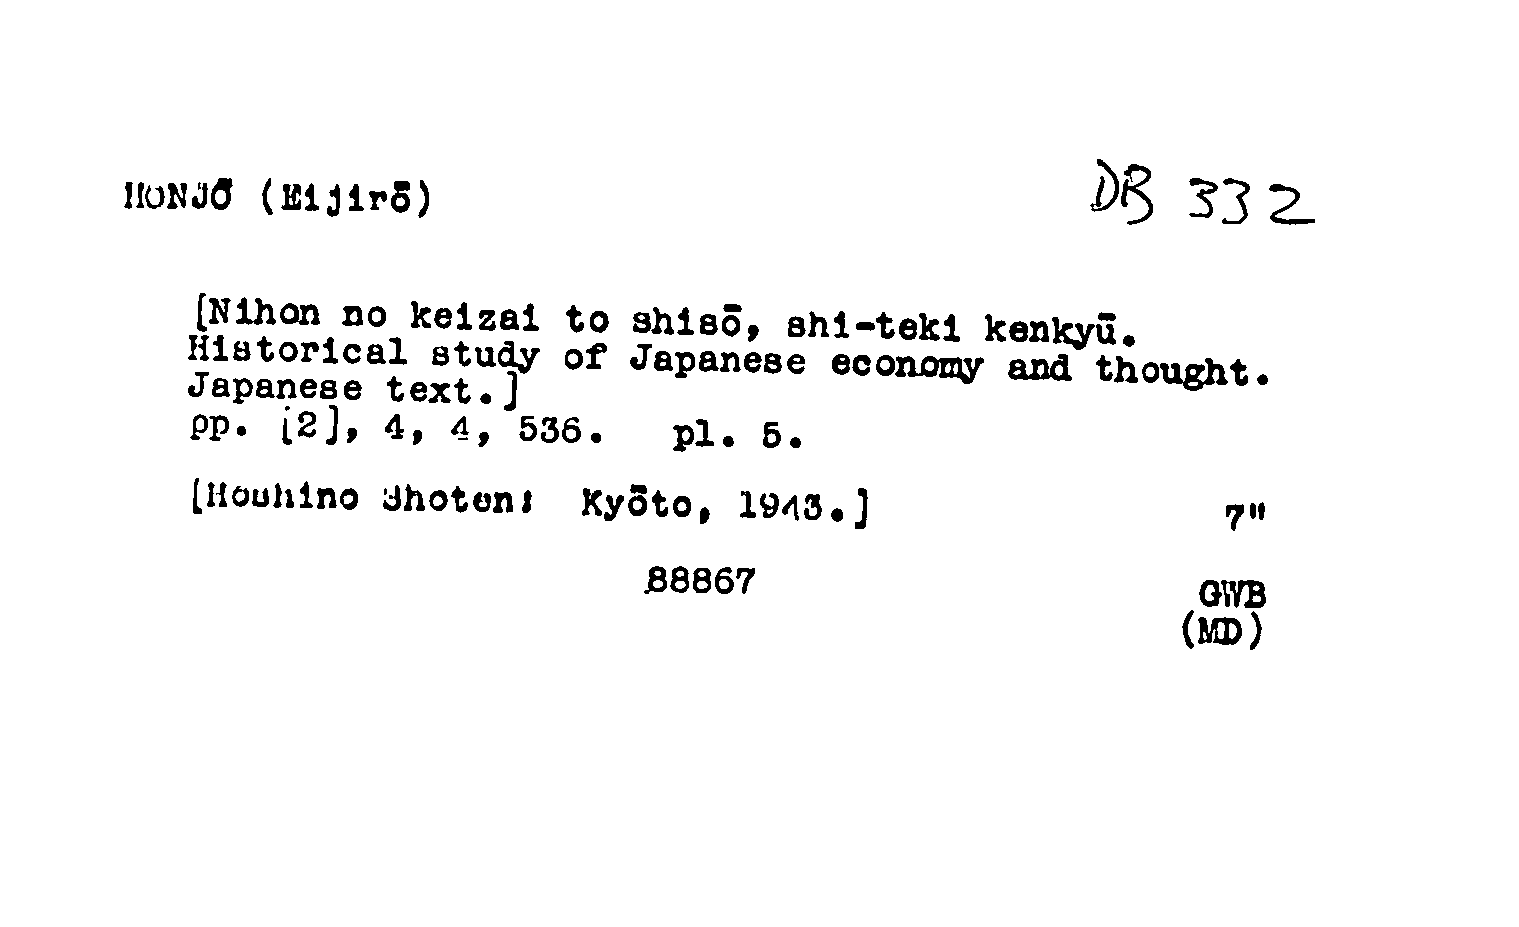 HONJŌ (Eijirō) DB 332
[Nihon no keizai to shisō, shi-teki kenkyū.
Historical study of Japanese economy and thought.
Japanese text.]
pp. [2], 4, 4, 536. pl. 5.
[Hoshino Shoten: Kyōto, 1943.] 7"
88867 GWB
(MD)